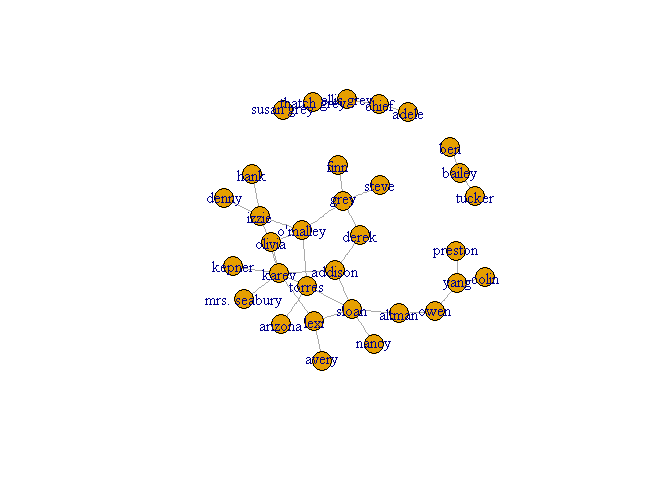 ellis grey
thatch grey
chief
susan grey
adele
ben
finn
bailey
hank
steve
denny
tucker
grey
izzie
o'malley
derek
olivia
preston
kepner
addison
karev
colin
yang
torres
mrs. seabury
sloan
owen
altman
lexi
arizona
nancy
avery